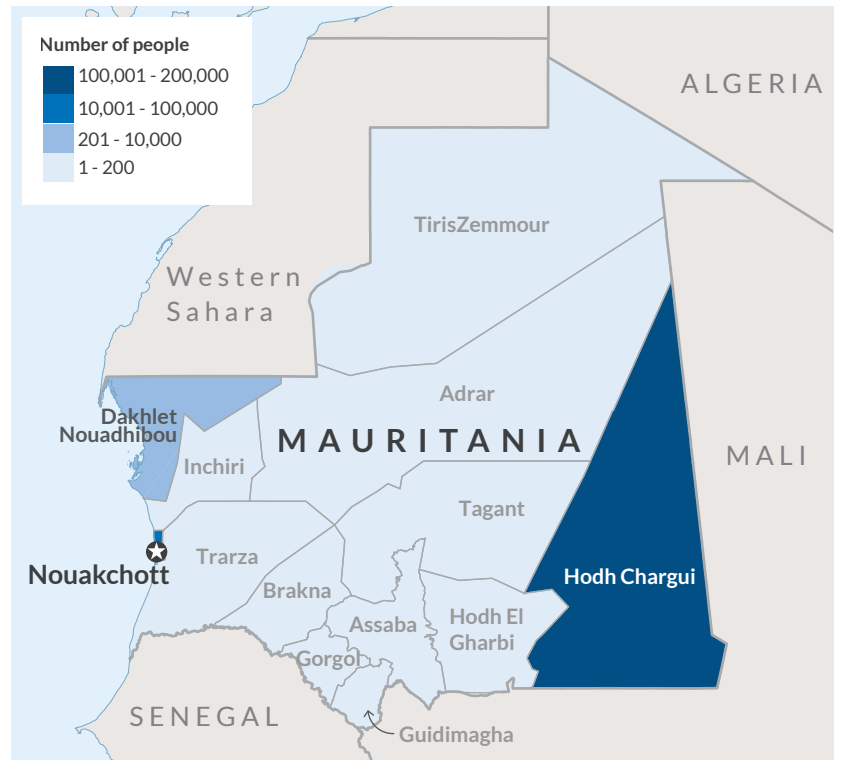 Number of people
100,001 - 200,000
10,001 - 100,000
201 - 10,000
1 - 200
ALGERIA
TirisZemmour
Western
Sahara
Adrar
Dakhlet
Nouadhibou
MAURITANIA
MALI
Inchiri
Tagant
Trarza
Nouakchott
Hodh Chargui
Brakna
Hodh El
Gharbi
Assaba
Gorgol
SENEGAL
Guidimagha